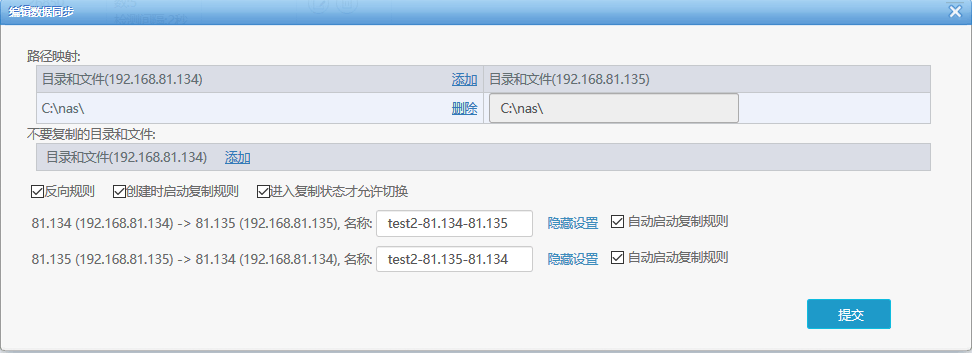 编辑数据同步
路径映射:
目录和文件(192.168.81.134) 添加 目录和文件(192.168.81.135)
C:\nas\ 删除 C:\nas\
不要复制的目录和文件:
目录和文件(192.168.81.134) 添加
反向规则 创建时启动复制规则 进入复制状态才允许切换
81.134 (192.168.81.134) -> 81.135 (192.168.81.135), 名称: test2-81.134-81.135 隐藏设置 自动启动复制规则
81.135 (192.168.81.135) -> 81.134 (192.168.81.134), 名称: test2-81.135-81.134 隐藏设置 自动启动复制规则
提交